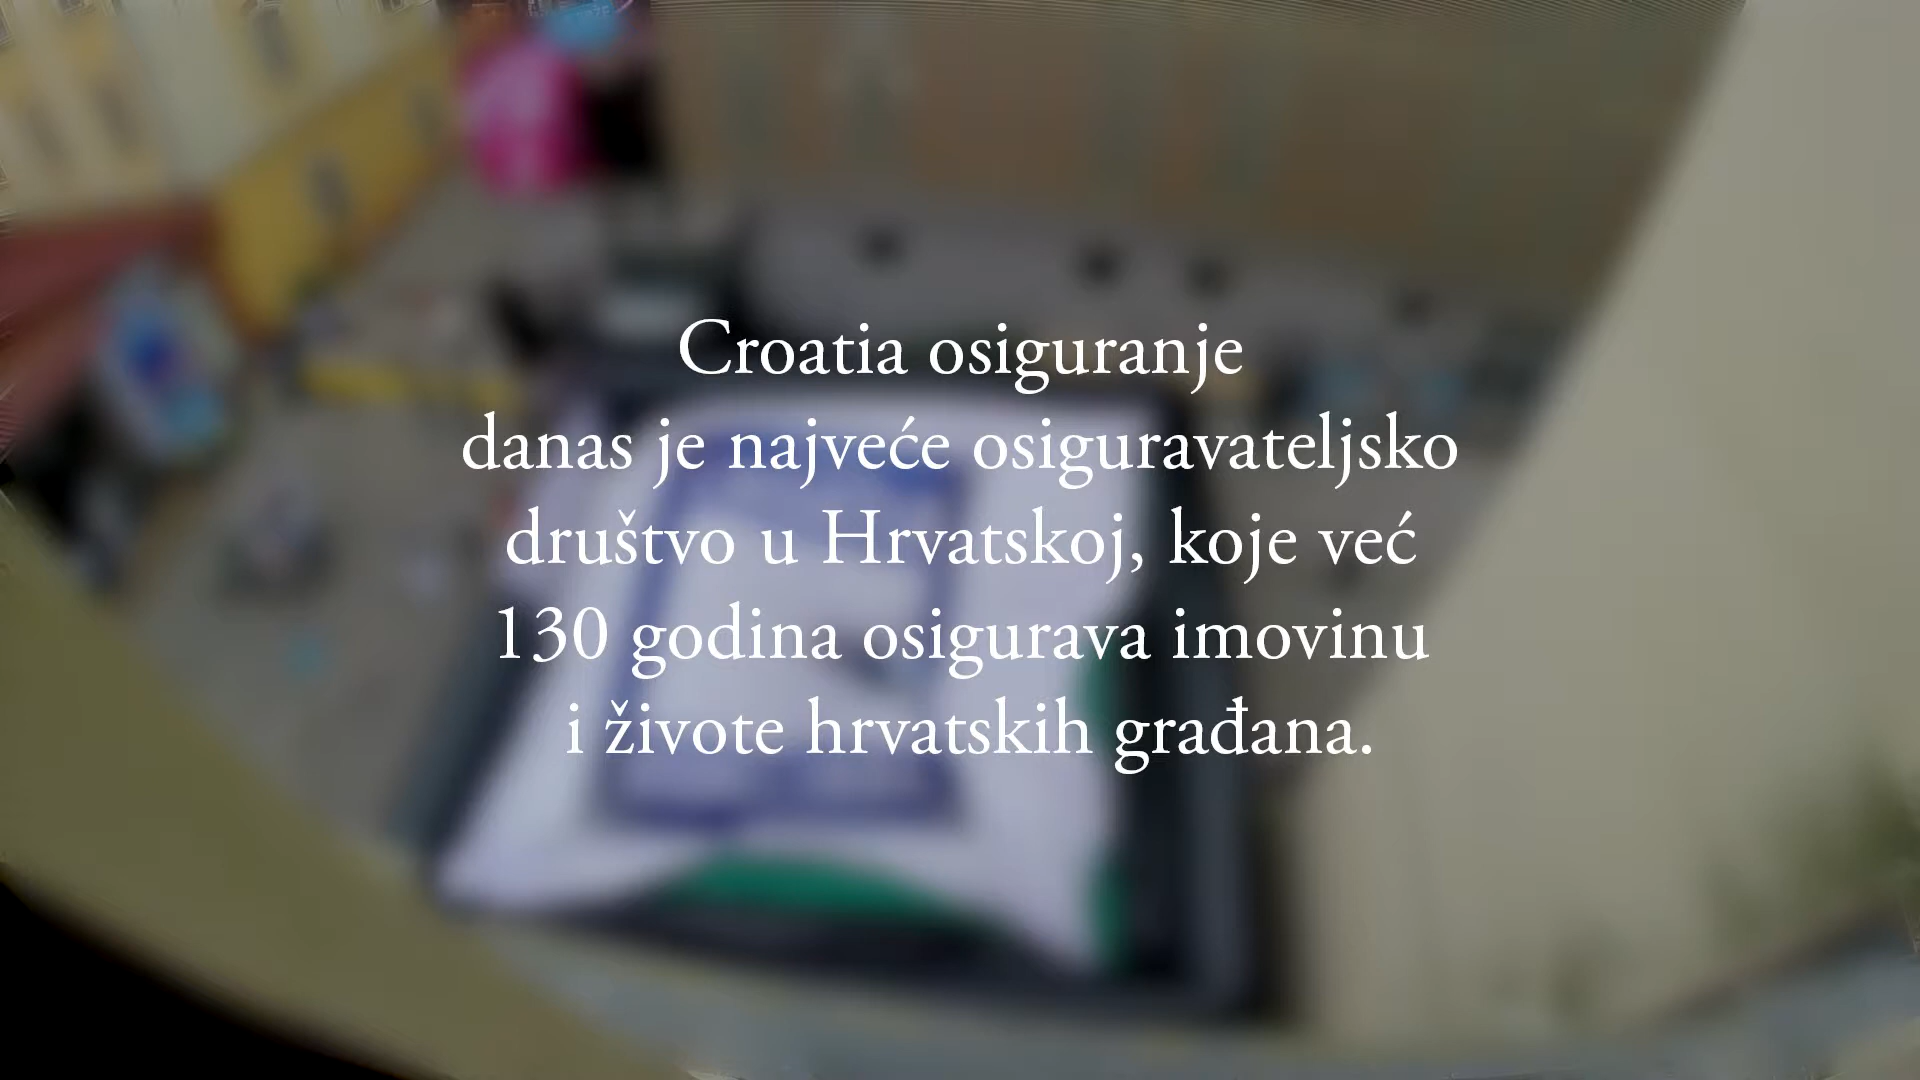 Croatia osiguranje
danas je najveće osiguravateljsko
društvo u Hrvatskoj, koje već
130 godina osigurava imovinu
i živote hrvatskih građana.